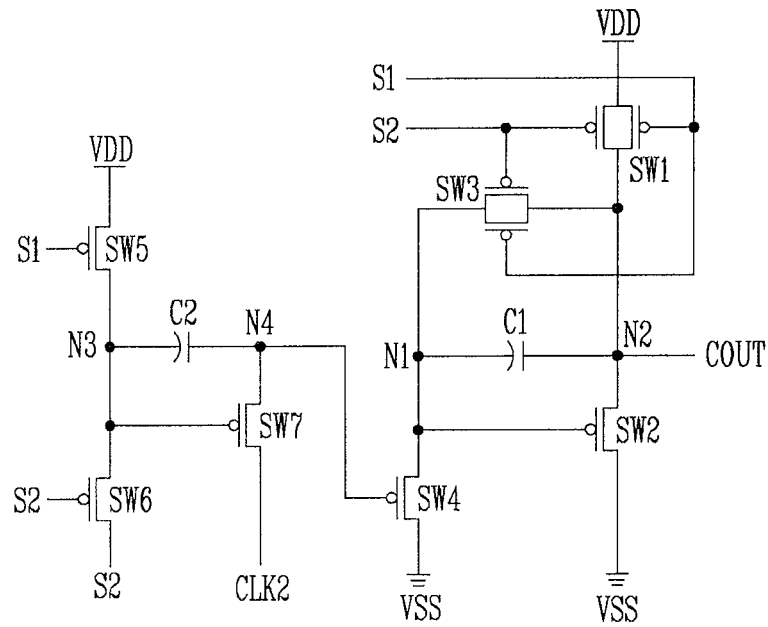 VDD
S1
S2
SW1
SW3
VDD
S1
SW5
N3
C2
N4
N1
C1
N2
COUT
SW7
SW2
S2
SW6
SW4
S2
CLK2
VSS
VSS